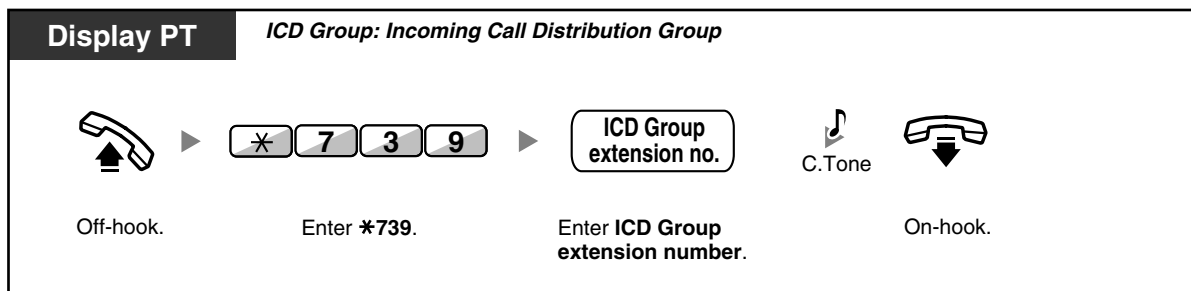 Display PT
ICD Group: Incoming Call Distribution Group
* 7 3 9
ICD Group
extension no.
C.Tone
Off-hook.
Enter *739.
Enter ICD Group
extension number.
On-hook.